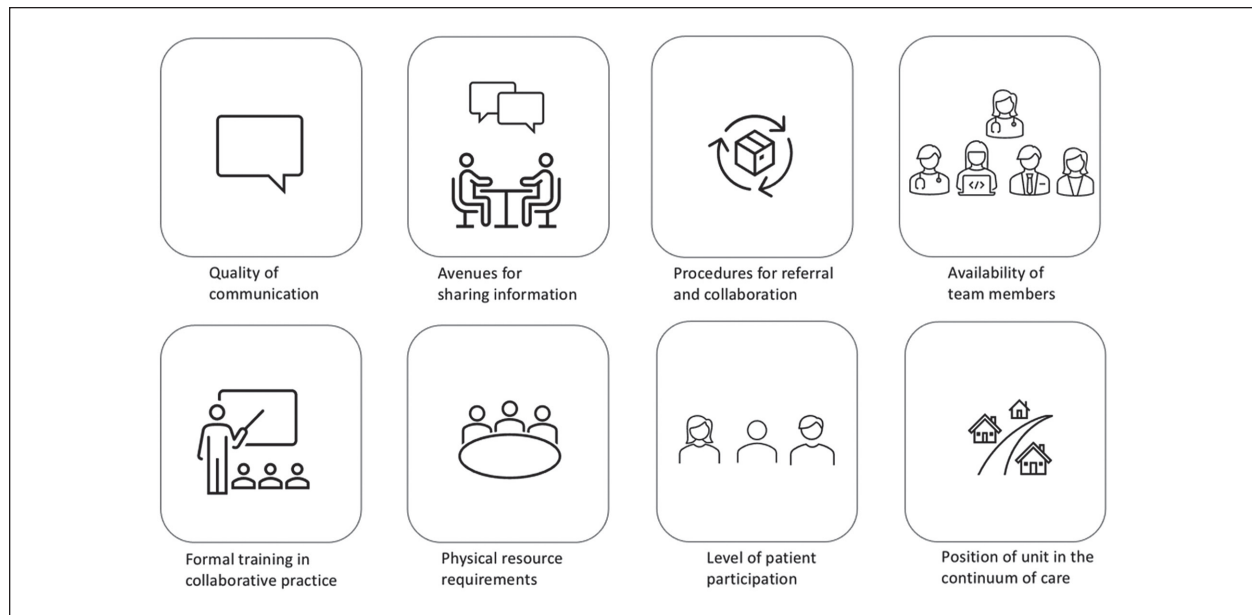 Quality of
communication
Avenues for
sharing information
Procedures for referral
and collaboration
Availability of
team members
</>
Formal training in
collaborative practice
Physical resource
requirements
Level of patient
participation
Position of unit in the
continuum of care